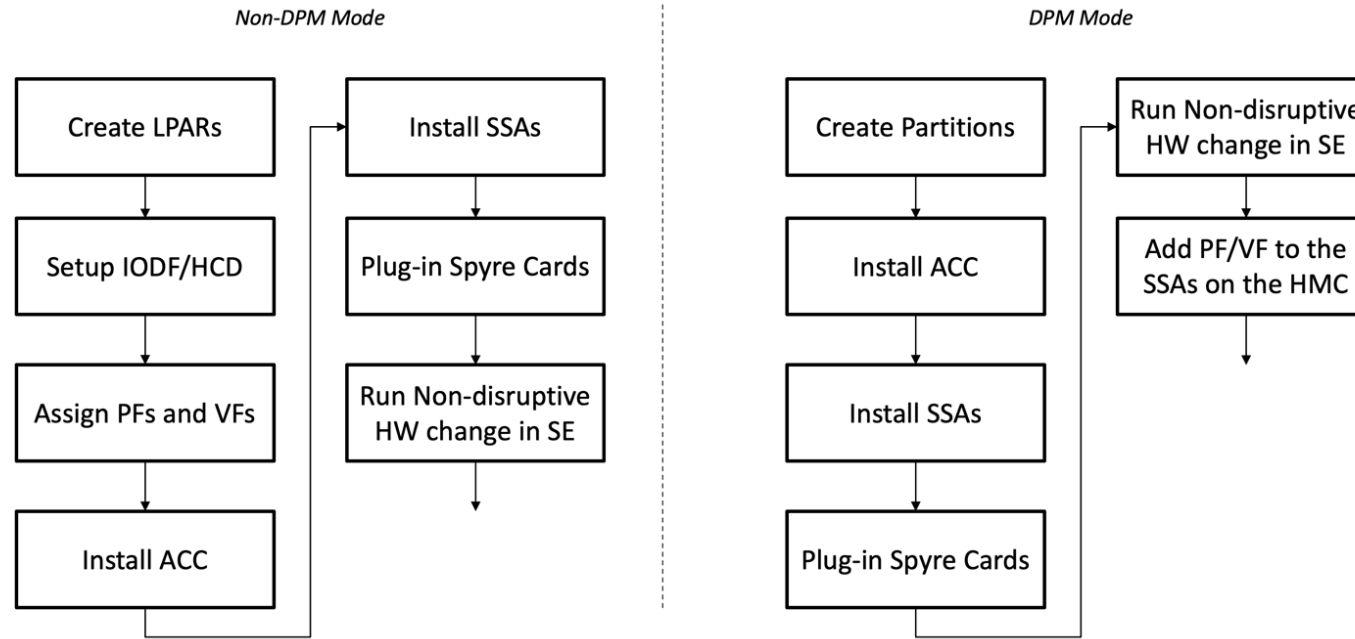 Non-DPM Mode
Create LPARs
Setup IODF/HCD
Assign PFs and VFs
Install ACC
Install SSAs
Plug-in Spyre Cards
Run Non-disruptive
HW change in SE
DPM Mode
Create Partitions
Install ACC
Install SSAs
Plug-in Spyre Cards
Run Non-disruptive
HW change in SE
Add PF/VF to the
SSAs on the HMC